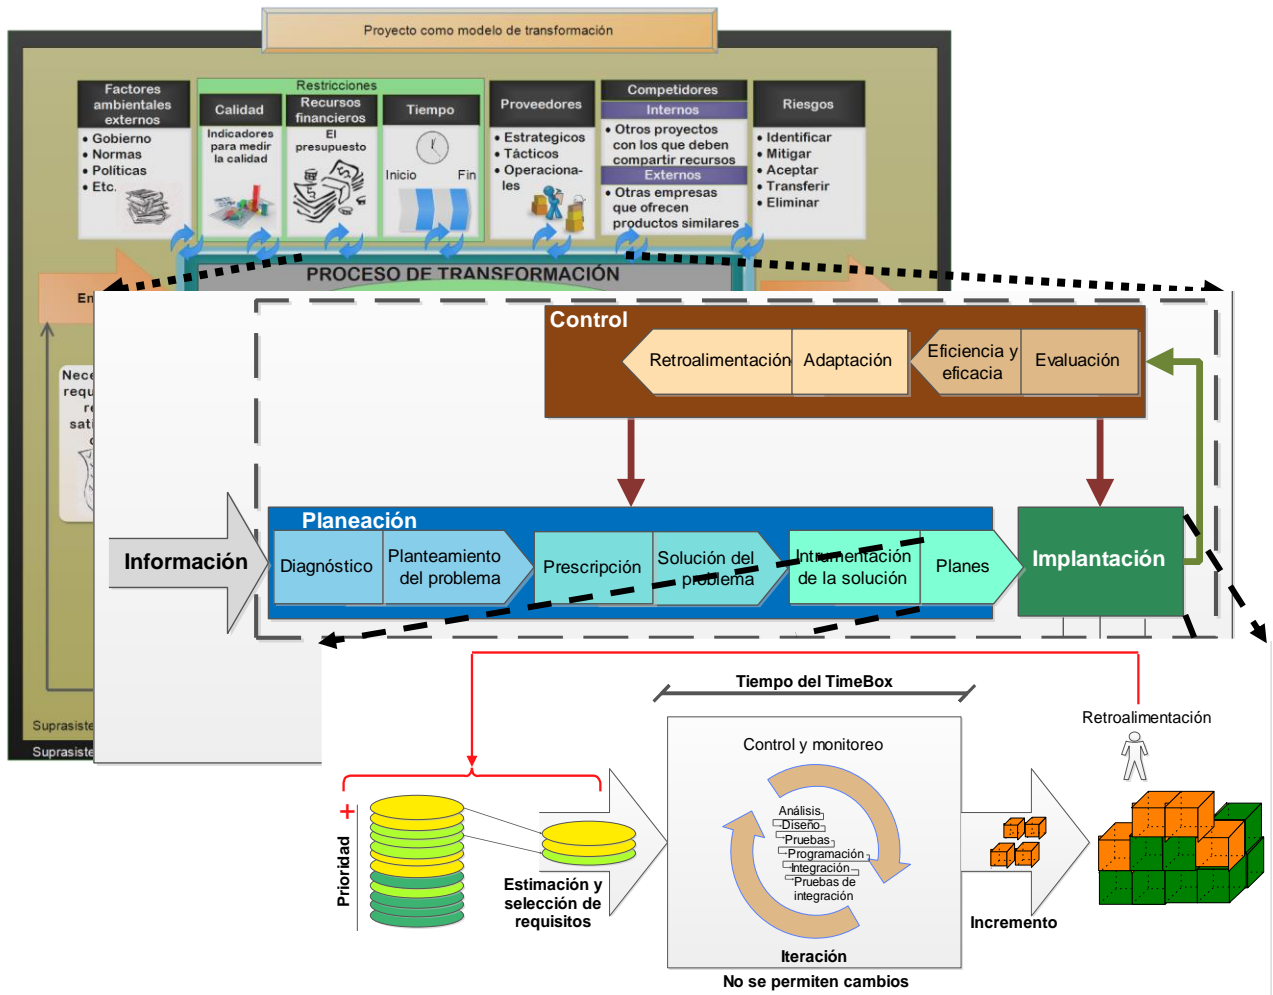 Proyecto como modelo de transformación
Factores
ambientales
externos
• Gobierno
• Normas
• Políticas
• Etc.
Restricciones
Calidad
Indicadores
para medir
la calidad
Recursos
financieros
El
presupuesto
Tiempo
Inicio Fin
Proveedores
• Estrategicos
• Tácticos
• Operaciona-
les
Competidores
Internos
• Otros proyectos
con los que deben
compartir recursos
Externos
• Otras empresas
que ofrecen
productos similares
Riesgos
• Identificar
• Mitigar
• Aceptar
• Transferir
• Eliminar
PROCESO DE TRANSFORMACIÓN
Control
Retroalimentación
Adaptación
Eficiencia y
eficacia
Evaluación
Información
Planeación
Diagnóstico
Planteamiento
del problema
Prescripción
Solución del
problema
Intrumentación
de la solución
Planes
Implantación
Tiempo del TimeBox
Retroalimentación
Control y monitoreo
Análisis
Diseño
Pruebas
Programación
Integración
Pruebas de
integración
Iteración
No se permiten cambios
+
Prioridad
Estimación y
selección de
requisitos
Incremento